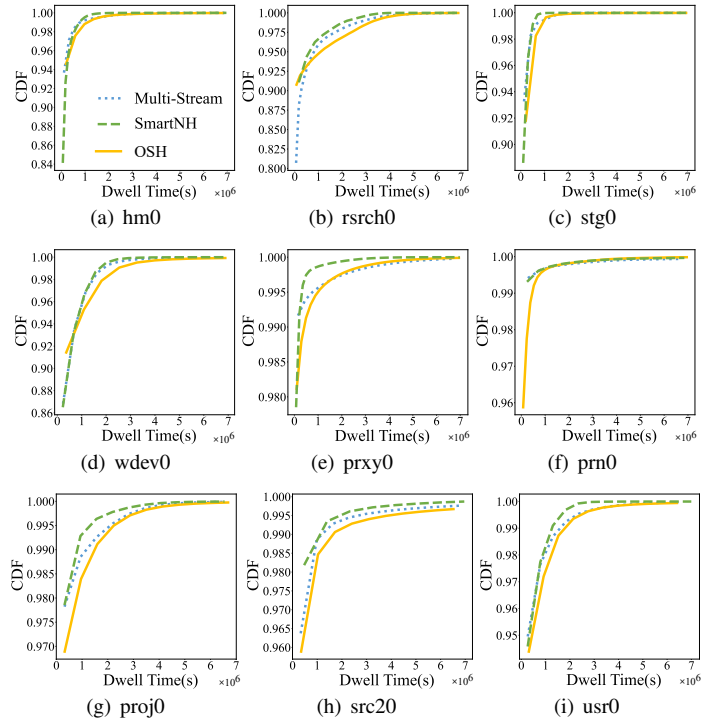 CDF
1.000
0.98
0.96
0.94
0.92
0.90
0.88
0.86
0.84
Multi-Stream
SmartNH
OSH
0 1 2 3 4 5 6 7
Dwell Time(s) ×10⁶
(a) hm0
CDF
1.000
0.975
0.950
0.925
0.900
0.875
0.850
0.825
0.800
0 1 2 3 4 5 6 7
Dwell Time(s) ×10⁶
(b) rsrch0
CDF
1.000
0.98
0.96
0.94
0.92
0.90
0 1 2 3 4 5 6 7
Dwell Time(s) ×10⁶
(c) stg0
CDF
1.00
0.98
0.96
0.94
0.92
0.90
0.88
0.86
0 1 2 3 4 5 6 7
Dwell Time(s) ×10⁶
(d) wdev0
CDF
1.000
0.995
0.990
0.985
0.980
0 1 2 3 4 5 6 7
Dwell Time(s) ×10⁶
(e) prxy0
CDF
1.00
0.99
0.98
0.97
0.96
0 1 2 3 4 5 6 7
Dwell Time(s) ×10⁶
(f) prn0
CDF
1.000
0.995
0.990
0.985
0.980
0.975
0.970
0 1 2 3 4 5 6 7
Dwell Time(s) ×10⁶
(g) proj0
CDF
1.000
0.995
0.990
0.985
0.980
0.975
0.970
0.965
0.960
0 1 2 3 4 5 6 7
Dwell Time(s) ×10⁶
(h) src20
CDF
1.00
0.99
0.98
0.97
0.96
0.95
0 1 2 3 4 5 6 7
Dwell Time(s) ×10⁶
(i) usr0